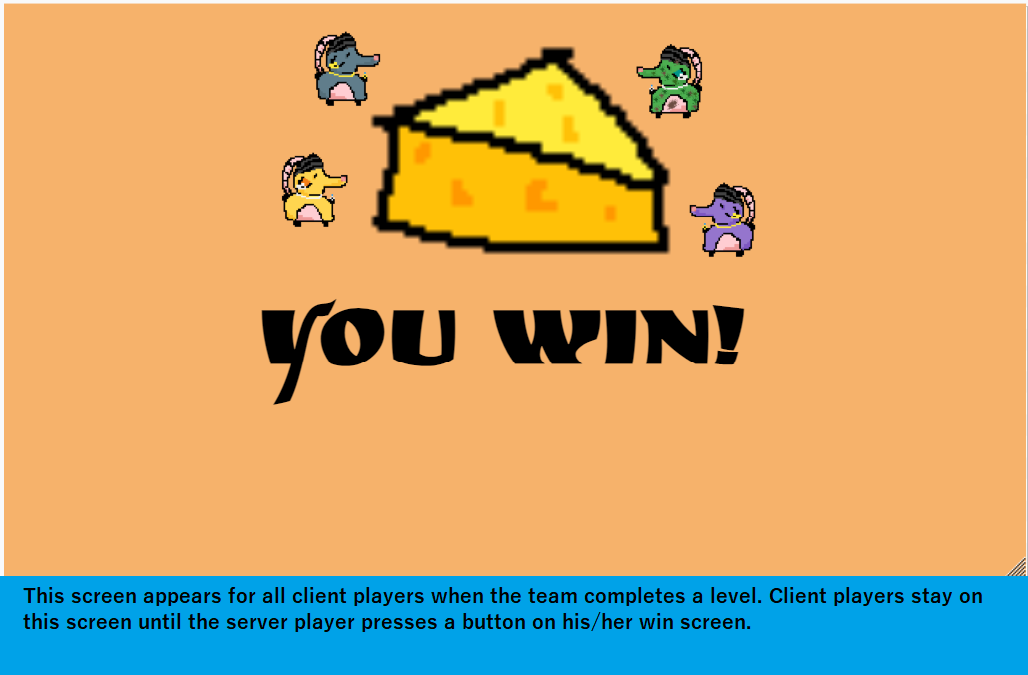 YOU WIN!
This screen appears for all client players when the team completes a level. Client players stay on
this screen until the server player presses a button on his/her win screen.